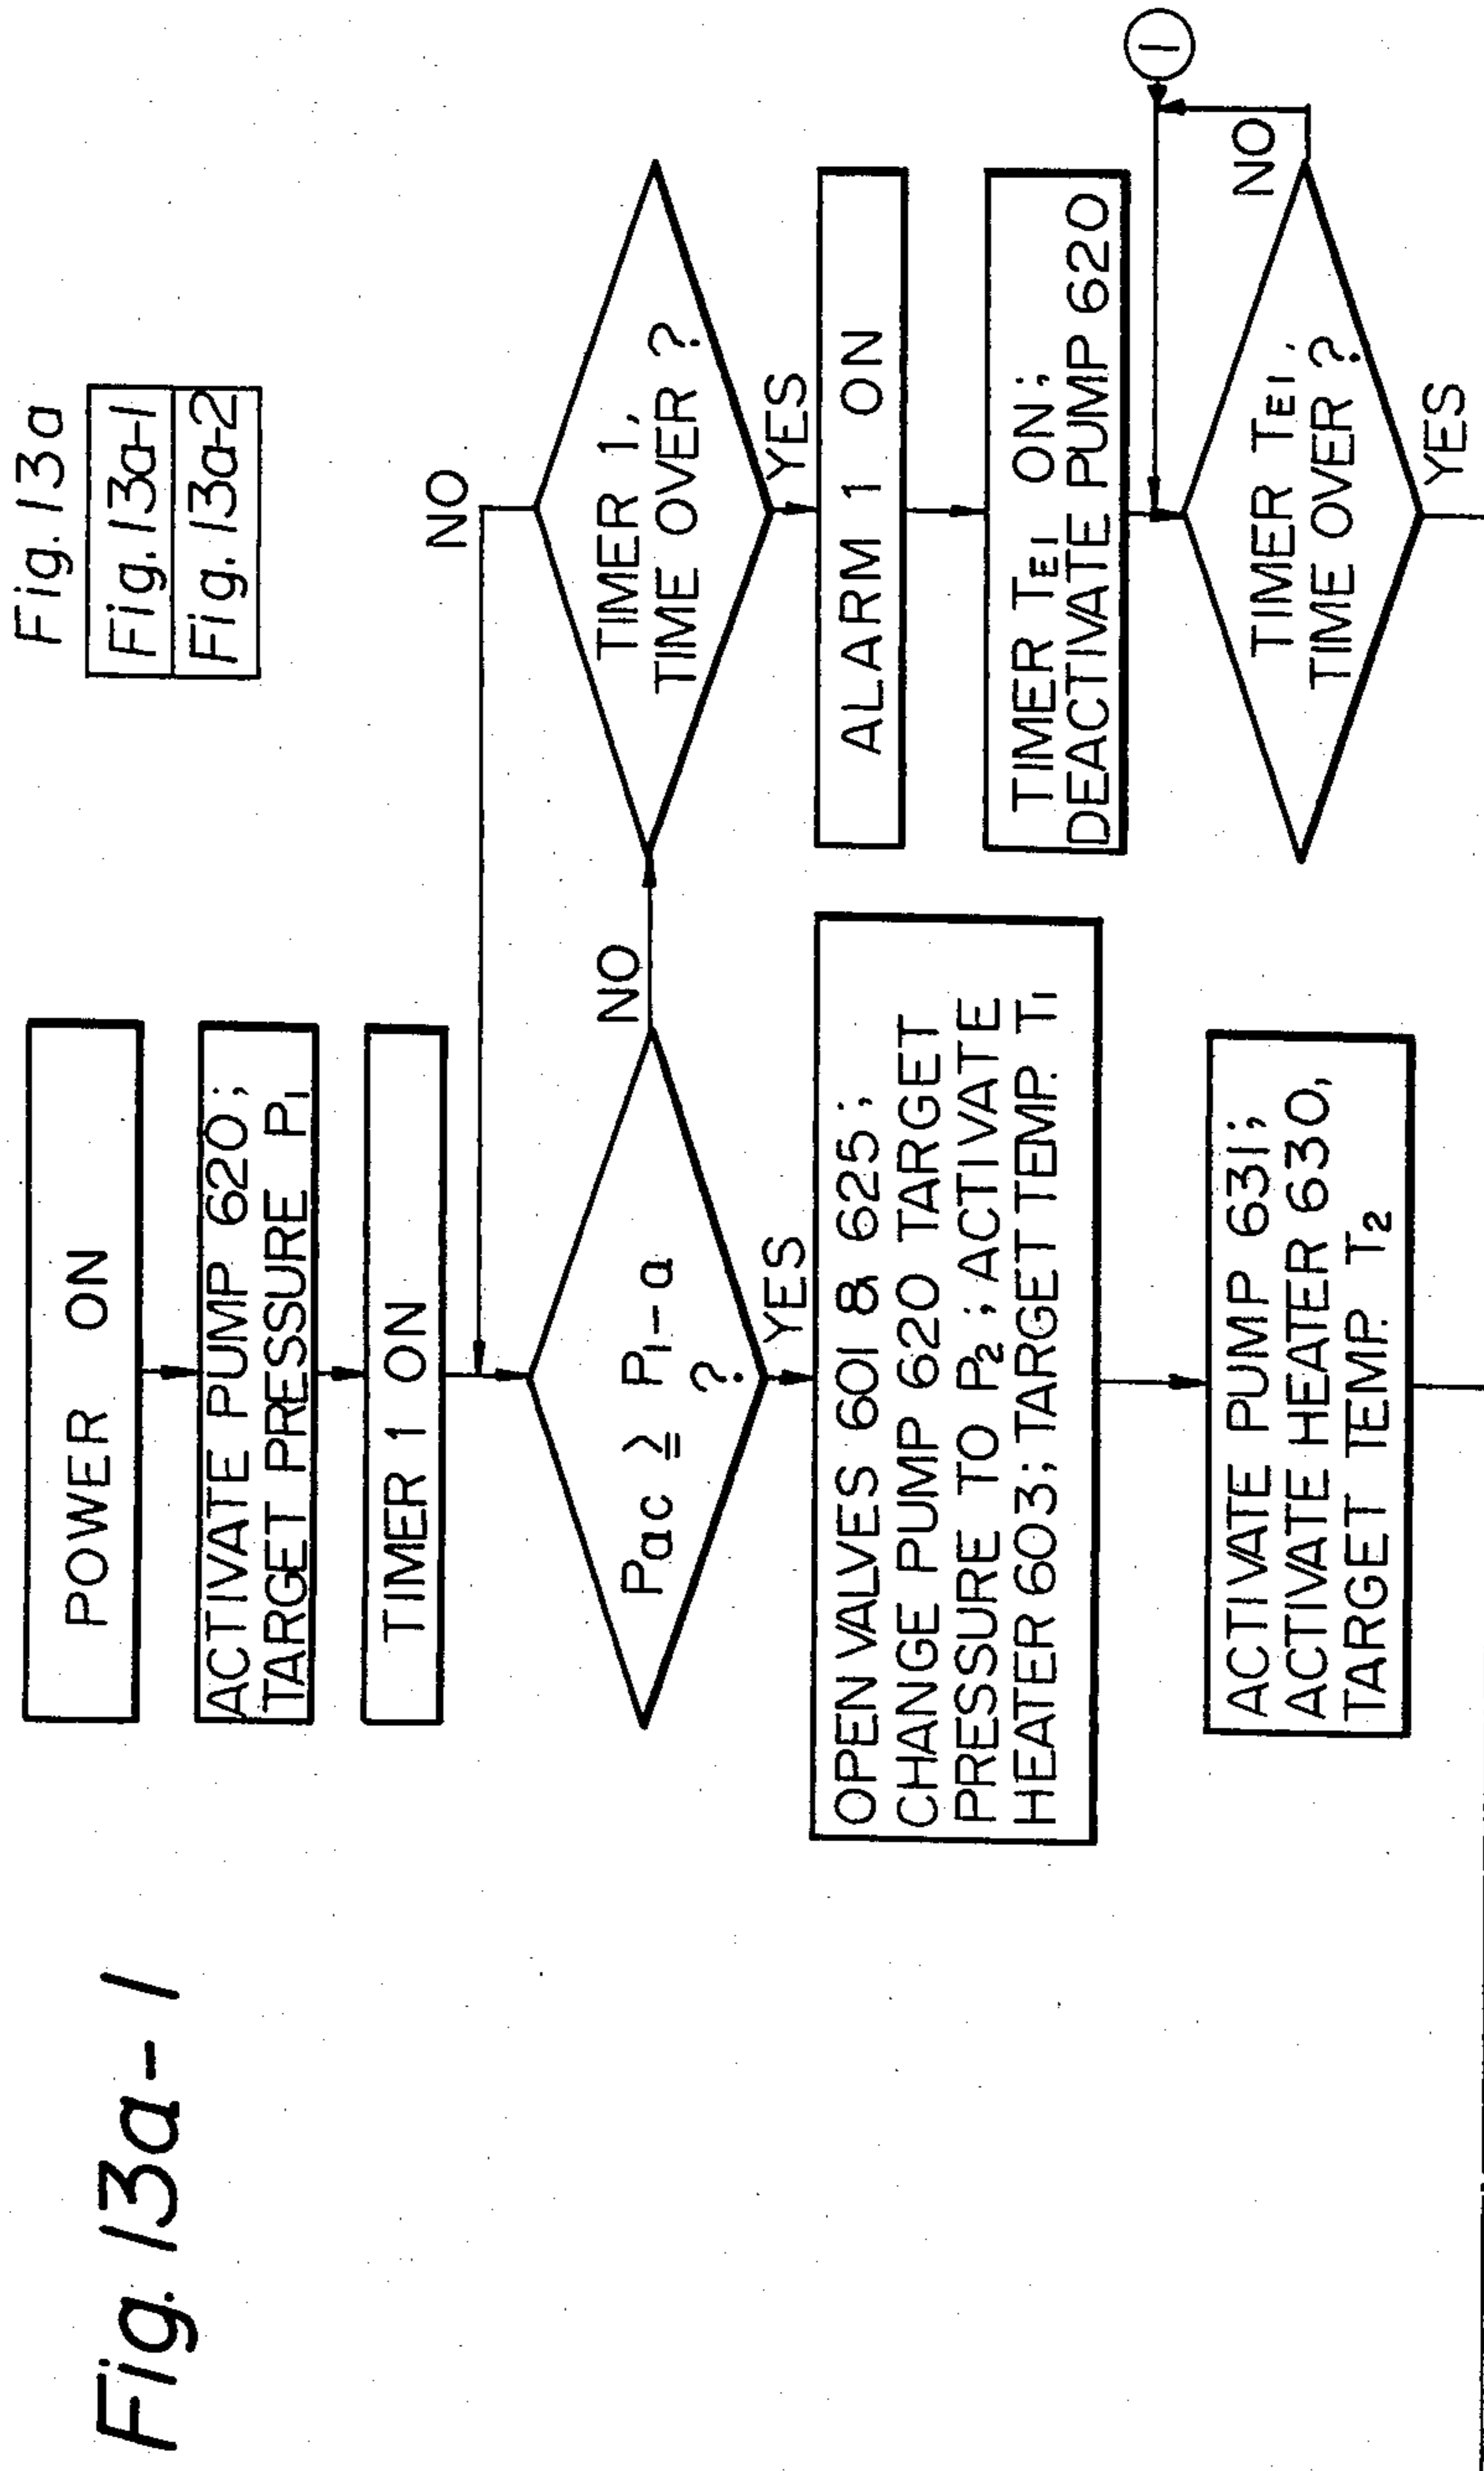 Fig. 13a-1
Fig. 13a
Fig. 13a-1
Fig. 13a-2
POWER ON
ACTIVATE PUMP 620;
TARGET PRESSURE P1
TIMER 1 ON
Pac ≧ P1-a
?
NO
YES
OPEN VALVES 601 & 625;
CHANGE PUMP 620 TARGET
PRESSURE TO P2; ACTIVATE
HEATER 603; TARGET TEMP. T1
ACTIVATE PUMP 631;
ACTIVATE HEATER 630,
TARGET TEMP. T2
NO
TIMER 1,
TIME OVER ?
YES
ALARM 1 ON
TIMER TE1 ON;
DEACTIVATE PUMP 620
1
TIMER TE1,
TIME OVER ?
NO
YES